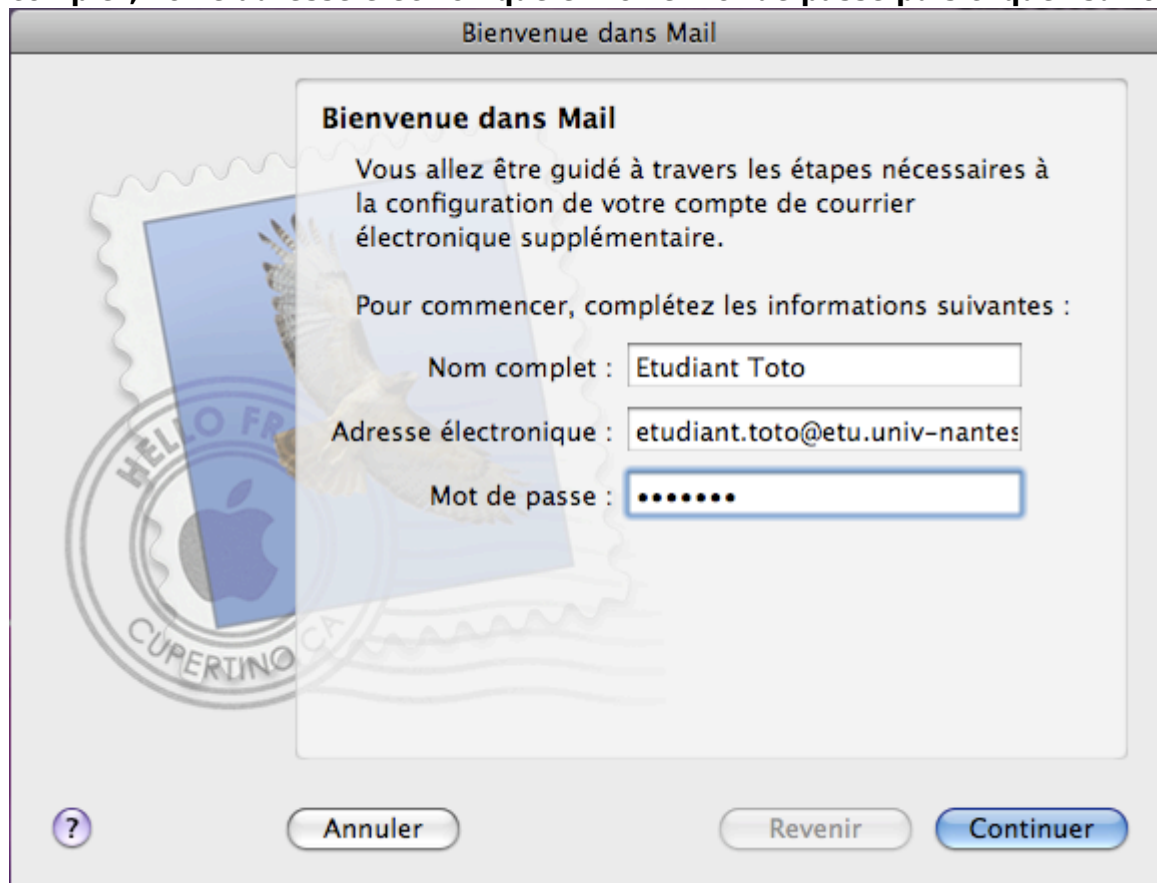 Bienvenue dans Mail
Bienvenue dans Mail
Vous allez être guidé à travers les étapes nécessaires à
la configuration de votre compte de courrier
électronique supplémentaire.
Pour commencer, complétez les informations suivantes :
Nom complet : Etudiant Toto
Adresse électronique : etudiant.toto@etu.univ-nantes
Mot de passe : •••••••
HELLO FR
CUPERTINO CA
? Annuler Revenir Continuer